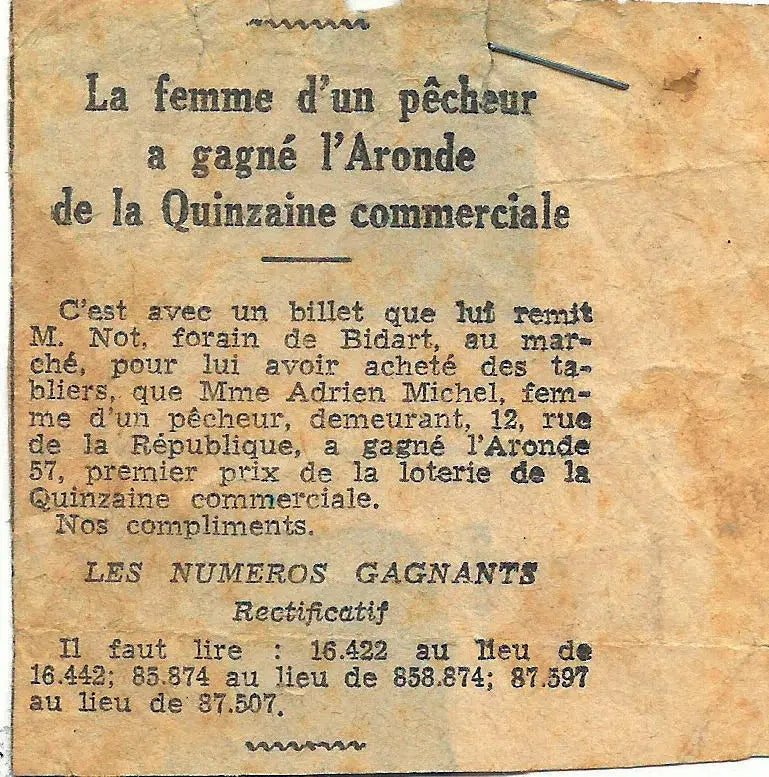 La femme d'un pêcheur
a gagné l'Aronde
de la Quinzaine commerciale
C'est avec un billet que lui remit
M. Not, forain de Bidart, au mar-
ché, pour lui avoir acheté des ta-
bliers, que Mme Adrien Michel, fem-
me d'un pêcheur, demeurant, 12, rue
de la République, a gagné l'Aronde
57, premier prix de la loterie de la
Quinzaine commerciale.
Nos compliments.
LES NUMEROS GAGNANTS
Rectificatif
Il faut lire : 16.422 au lieu de
16.442; 85.874 au lieu de 858.874; 87.597
au lieu de 87.507.